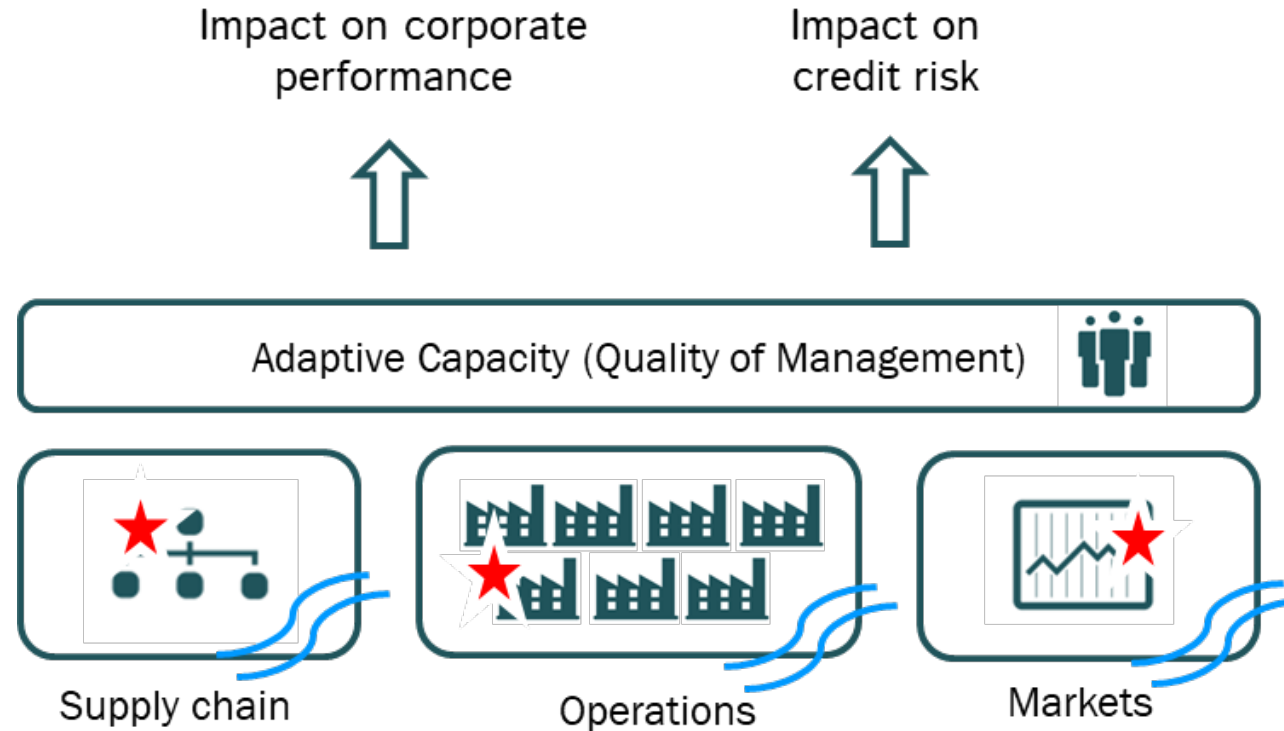 Impact on corporate
performance
Impact on
credit risk
Adaptive Capacity (Quality of Management)
Supply chain
Operations
Markets